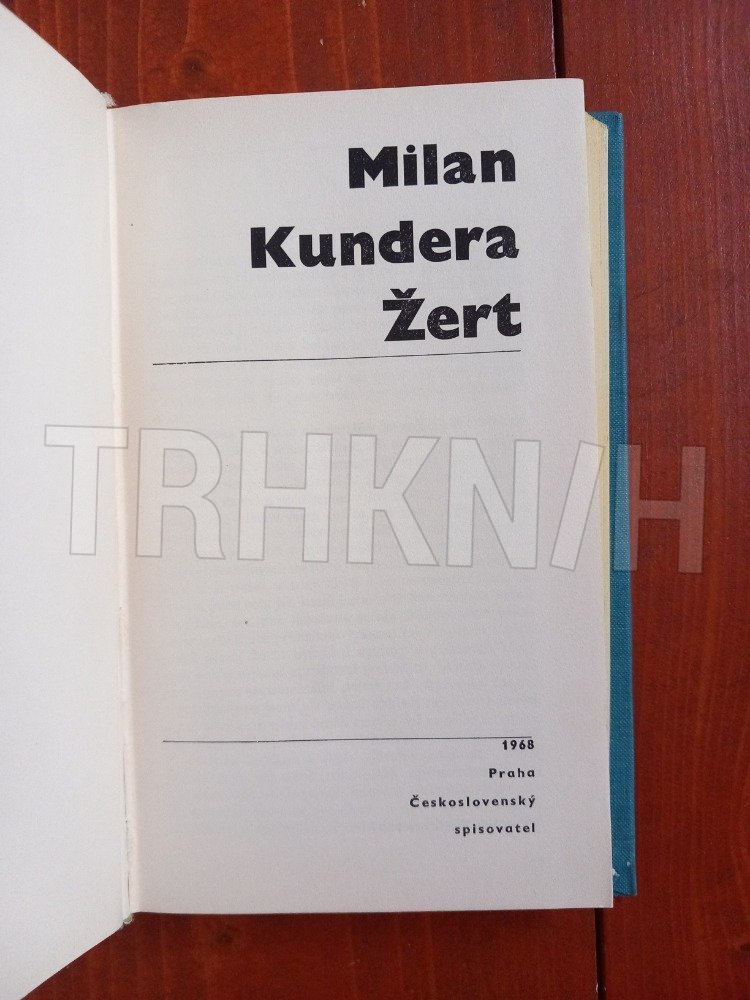 Milan
Kundera
Žert
TRHKNIH
1968
Praha
Československý
spisovatel